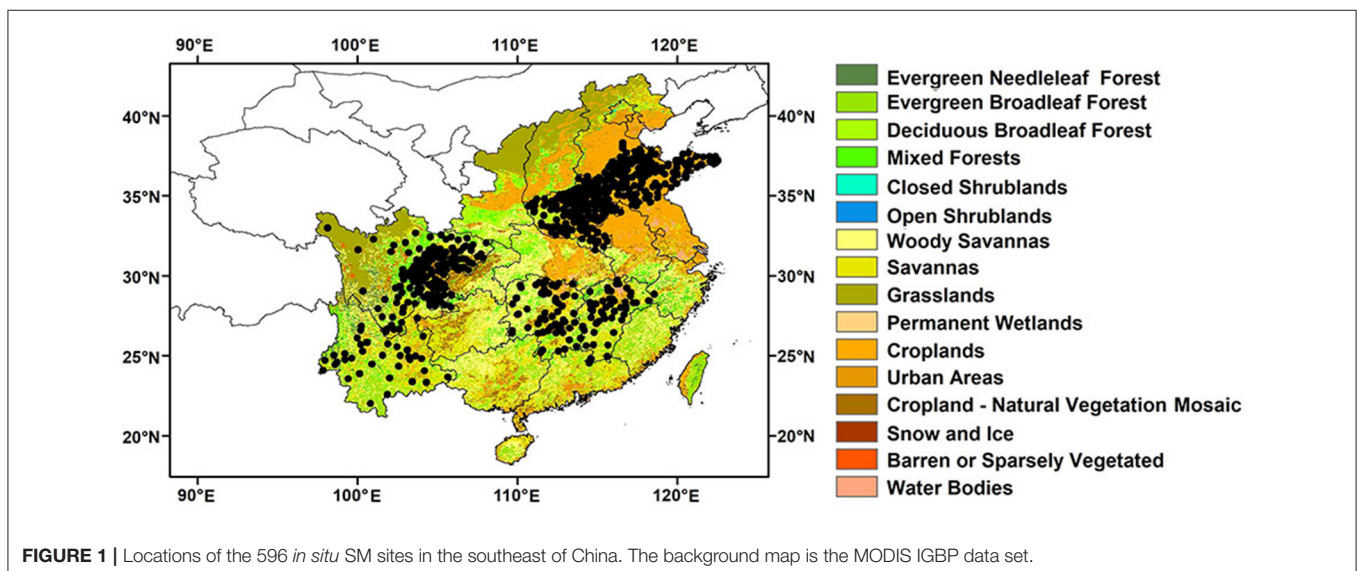 90°E 100°E 110°E 120°E
40°N 40°N
35°N 35°N
30°N 30°N
25°N 25°N
20°N 20°N
90°E 100°E 110°E 120°E
Evergreen Needleleaf Forest
Evergreen Broadleaf Forest
Deciduous Broadleaf Forest
Mixed Forests
Closed Shrublands
Open Shrublands
Woody Savannas
Savannas
Grasslands
Permanent Wetlands
Croplands
Urban Areas
Cropland - Natural Vegetation Mosaic
Snow and Ice
Barren or Sparsely Vegetated
Water Bodies
FIGURE 1 | Locations of the 596 in situ SM sites in the southeast of China. The background map is the MODIS IGBP data set.